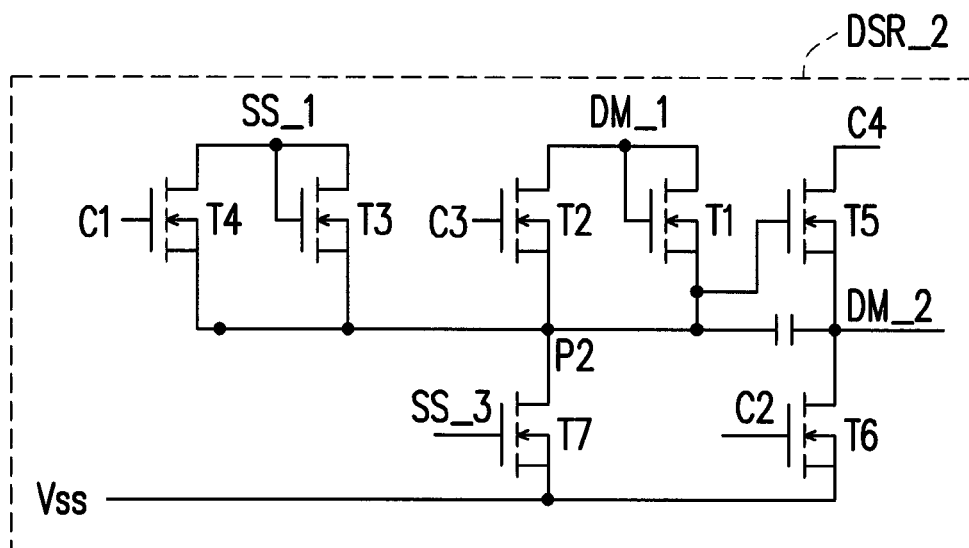 DSR_2
SS_1
DM_1
C4
C1
T4
T3
C3
T2
T1
T5
DM_2
P2
SS_3
T7
C2
T6
Vss